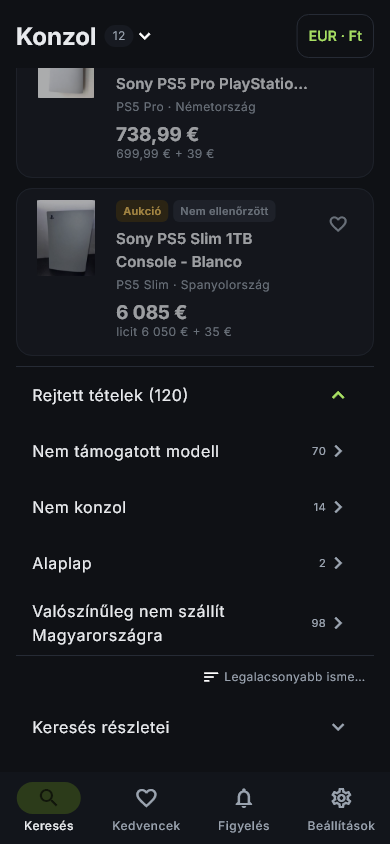 Konzol 12
EUR · Ft
Sony PS5 Pro PlayStatio...
PS5 Pro · Németország
738,99 €
699,99 € + 39 €
Aukció Nem ellenőrzött
Sony PS5 Slim 1TB
Console - Blanco
PS5 Slim · Spanyolország
6 085 €
licit 6 050 € + 35 €
Rejtett tételek (120)
Nem támogatott modell 70
Nem konzol 14
Alaplap 2
Valószínűleg nem szállít
Magyarországra 98
Legalacsonyabb isme...
Keresés részletei
Keresés Kedvencek Figyelés Beállítások